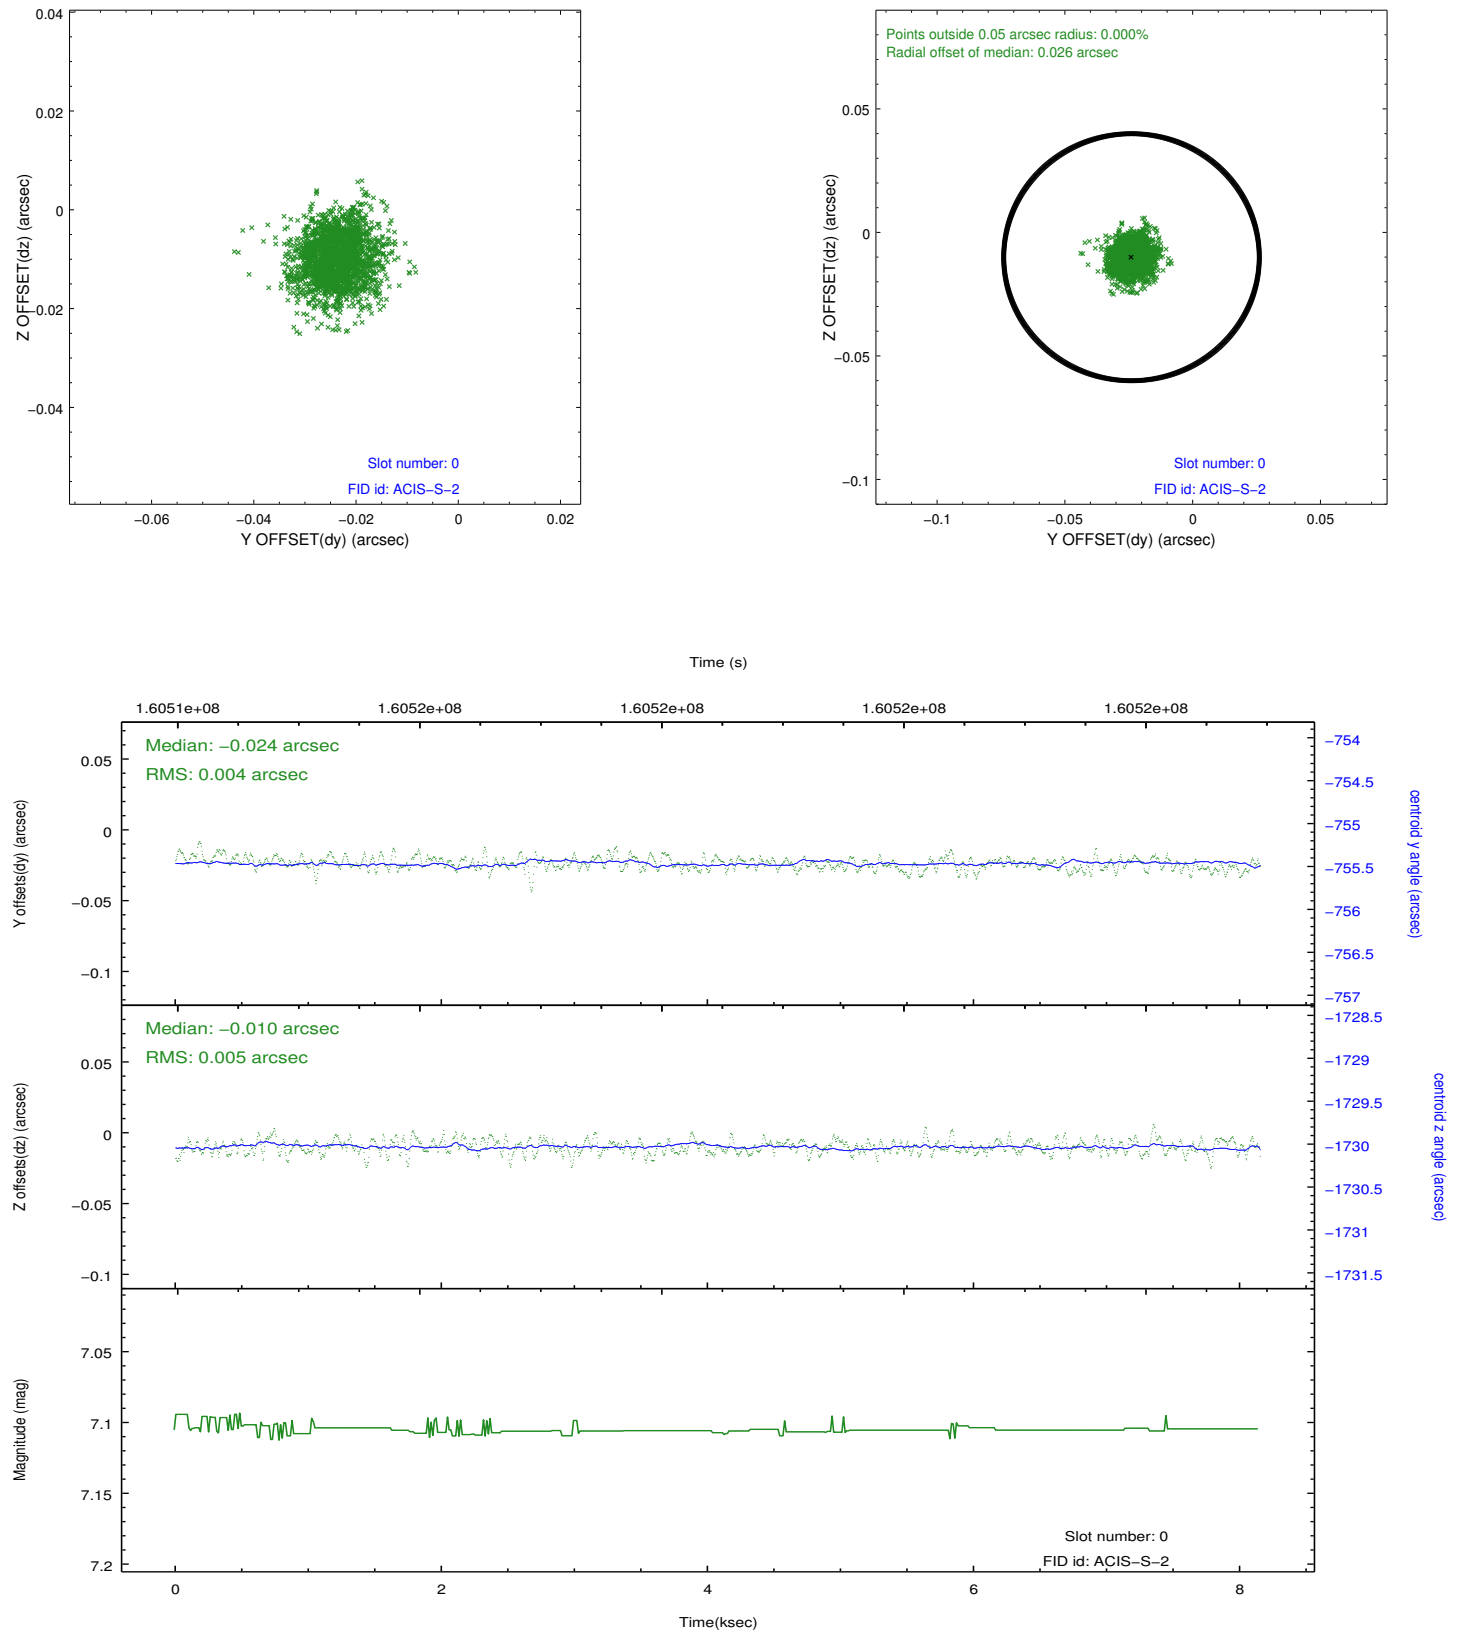 0.04
0.02
0
−0.02
−0.04
Z OFFSET(dz) (arcsec)
Slot number: 0
FID id: ACIS−S−2
−0.06 −0.04 −0.02 0 0.02
Y OFFSET(dy) (arcsec)
Points outside 0.05 arcsec radius: 0.000%
Radial offset of median: 0.026 arcsec
0.05
0
−0.05
−0.1
Z OFFSET(dz) (arcsec)
Slot number: 0
FID id: ACIS−S−2
−0.1 −0.05 0 0.05
Y OFFSET(dy) (arcsec)
Time (s)
1.6051e+08 1.6052e+08 1.6052e+08 1.6052e+08 1.6052e+08
Median: −0.024 arcsec
RMS: 0.004 arcsec
0.05
0
−0.05
−0.1
Y offsets(dy) (arcsec)
−754
−754.5
−755
−755.5
−756
−756.5
−757
centroid y angle (arcsec)
Median: −0.010 arcsec
RMS: 0.005 arcsec
0.05
0
−0.05
−0.1
Z offsets(dz) (arcsec)
−1728.5
−1729
−1729.5
−1730
−1730.5
−1731
−1731.5
centroid z angle (arcsec)
7.05
7.1
7.15
7.2
Magnitude (mag)
Slot number: 0
FID id: ACIS−S−2
0 2 4 6 8
Time(ksec)